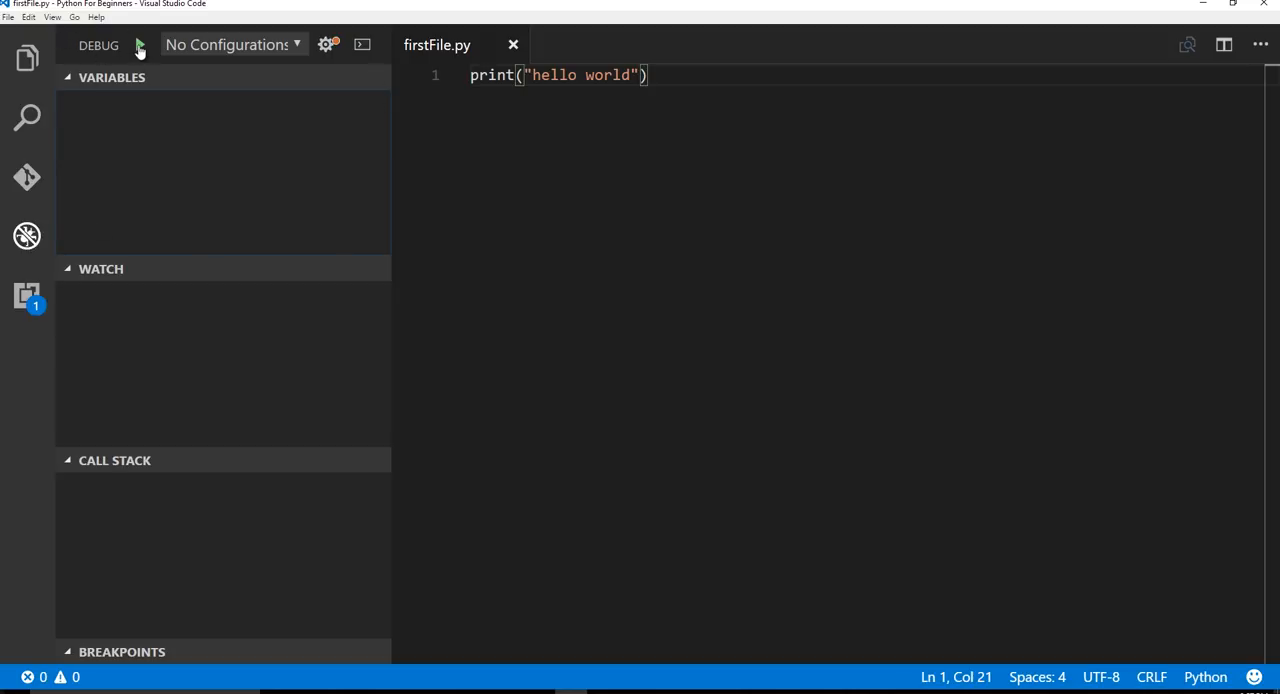 firstFile.py - Python For Beginners - Visual Studio Code
File Edit View Go Help
DEBUG No Configurations
firstFile.py
VARIABLES
1 print("hello world")
WATCH
1
CALL STACK
BREAKPOINTS
0 0 Ln 1, Col 21 Spaces: 4 UTF-8 CRLF Python